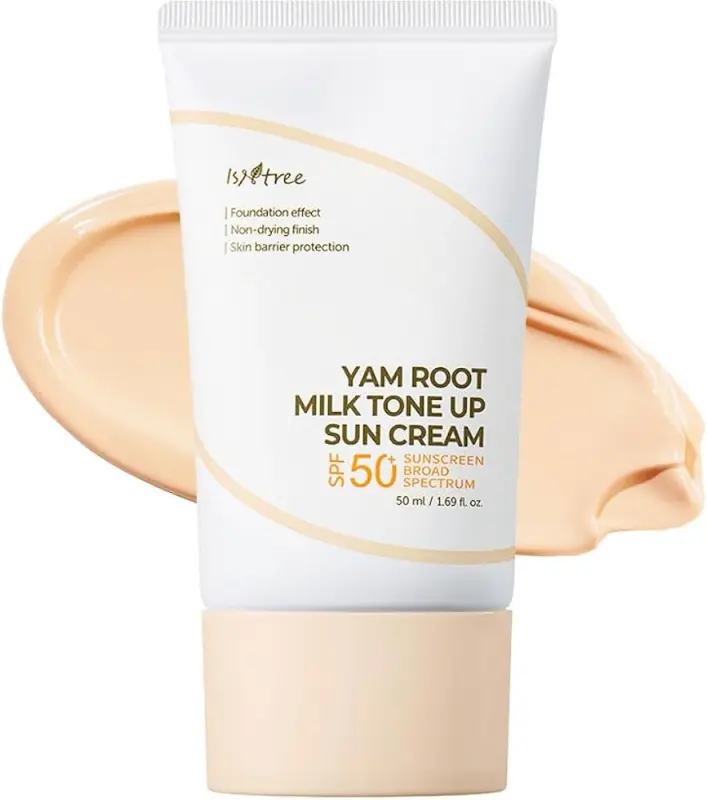 Isntree
| Foundation effect
| Non-drying finish
| Skin barrier protection
YAM ROOT
MILK TONE UP
SUN CREAM
SPF 50+ SUNSCREEN
BROAD
SPECTRUM
50 ml / 1.69 fl. oz.